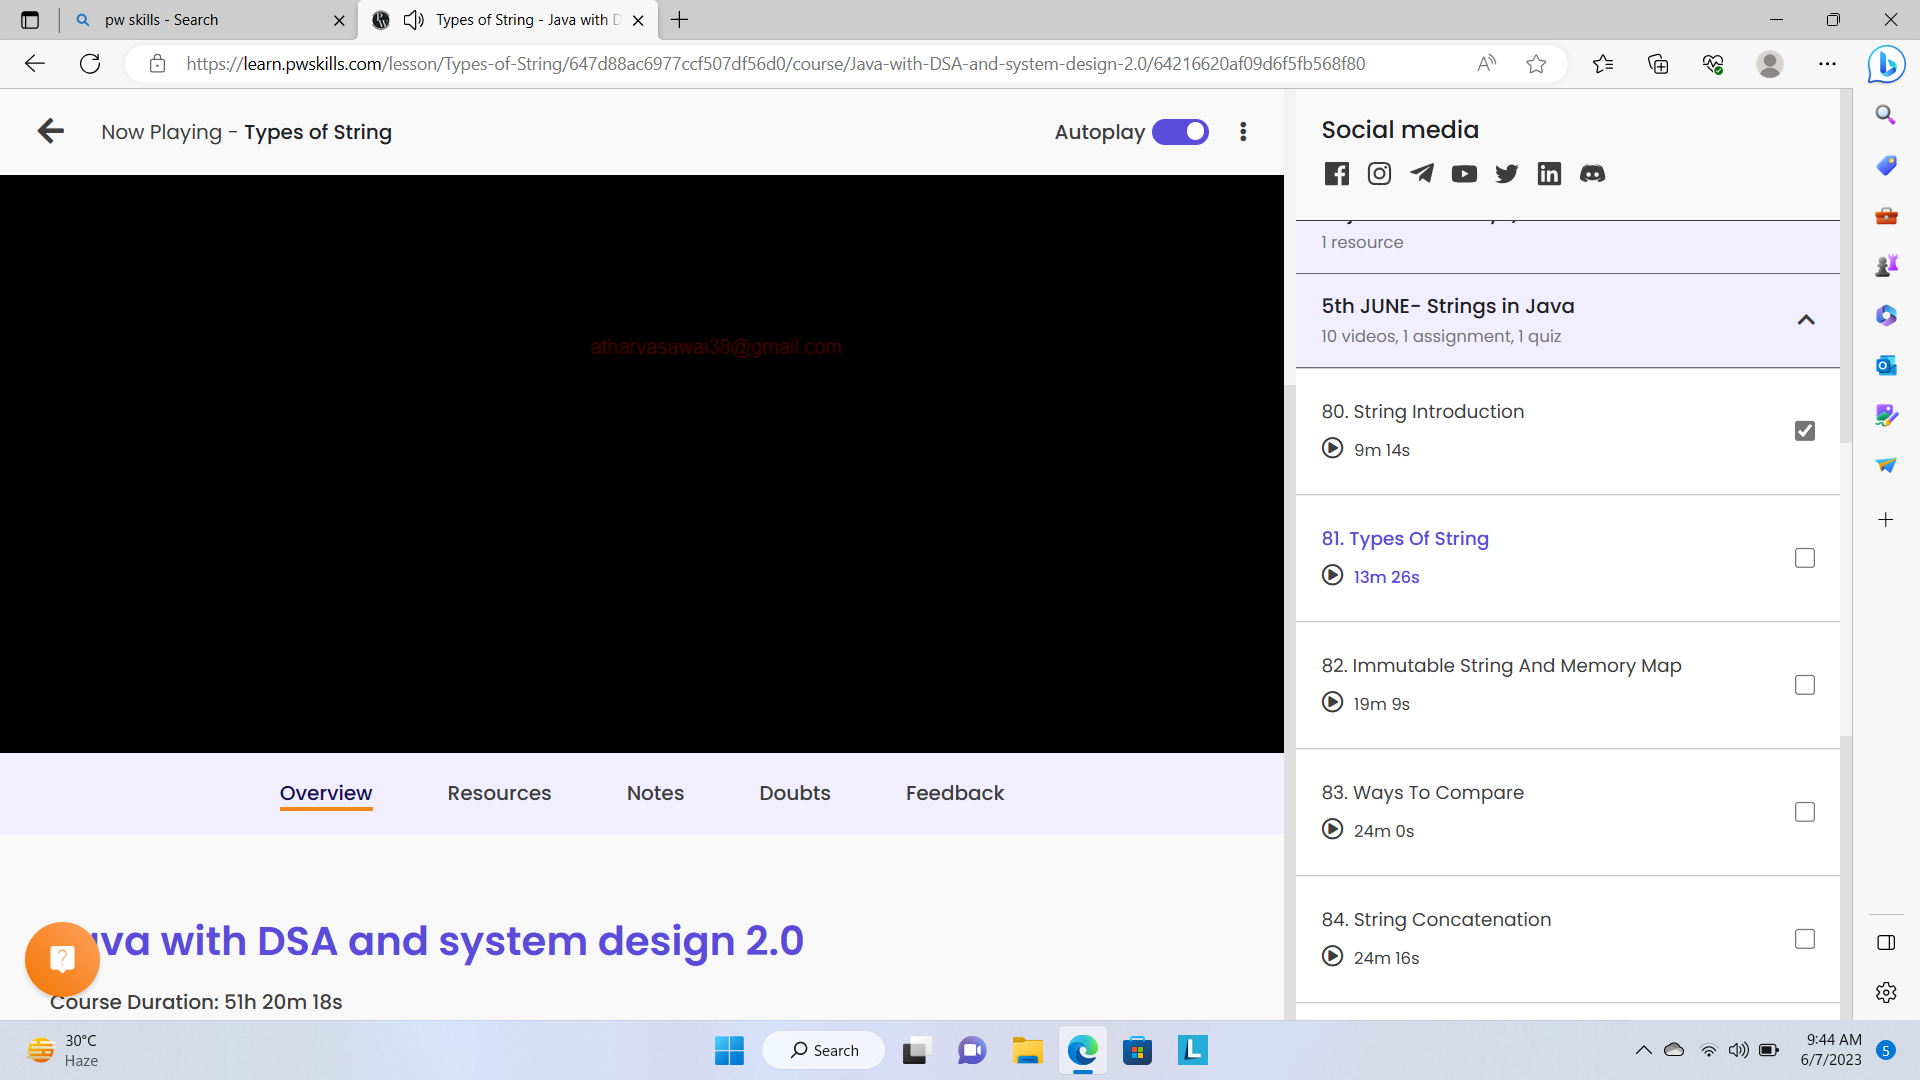 pw skills - Search
Types of String - Java with D
https://learn.pwskills.com/lesson/Types-of-String/647d88ac6977ccf507df56d0/course/Java-with-DSA-and-system-design-2.0/64216620af09d6f5fb568f80
Now Playing - Types of String
Autoplay
atharvasawai38@gmail.com
Overview
Resources
Notes
Doubts
Feedback
va with DSA and system design 2.0
Course Duration: 51h 20m 18s
Social media
1 resource
5th JUNE- Strings in Java
10 videos, 1 assignment, 1 quiz
80. String Introduction
9m 14s
81. Types Of String
13m 26s
82. Immutable String And Memory Map
19m 9s
83. Ways To Compare
24m 0s
84. String Concatenation
24m 16s
30°C
Haze
Search
9:44 AM
6/7/2023
5